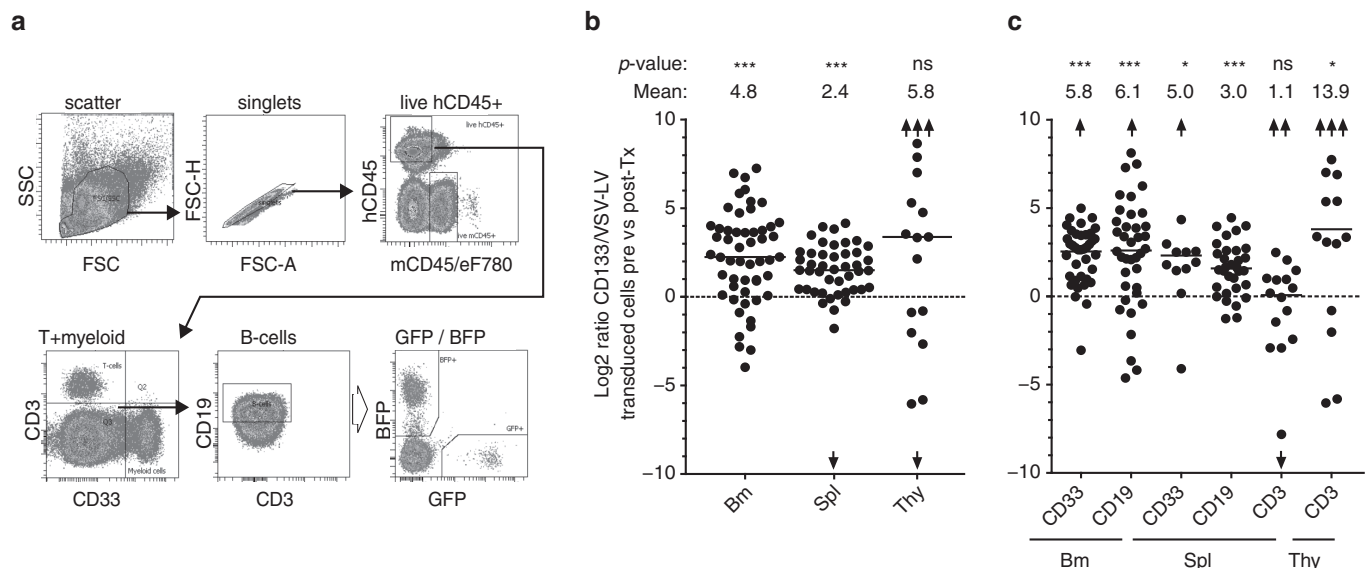 a
scatter
singlets
live hCD45+
SSC
FSC/SSC
FSC
FSC-H
singlets
FSC-A
hCD45
live hCD45+
live mCD45+
mCD45/eF780
T+myeloid
B-cells
GFP / BFP
CD3
T-cells
Q2
Q3
Myeloid cells
CD33
CD19
B-cells
CD3
BFP
BFP+
GFP+
GFP
b
p-value: *** *** ns
Mean: 4.8 2.4 5.8
Log2 ratio CD133/VSV-LV
transduced cells pre vs post-Tx
10
5
0
−5
−10
Bm Spl Thy
c
*** *** * *** ns *
5.8 6.1 5.0 3.0 1.1 13.9
10
5
0
−5
−10
CD33 CD19 CD33 CD19 CD3 CD3
Bm Spl Thy